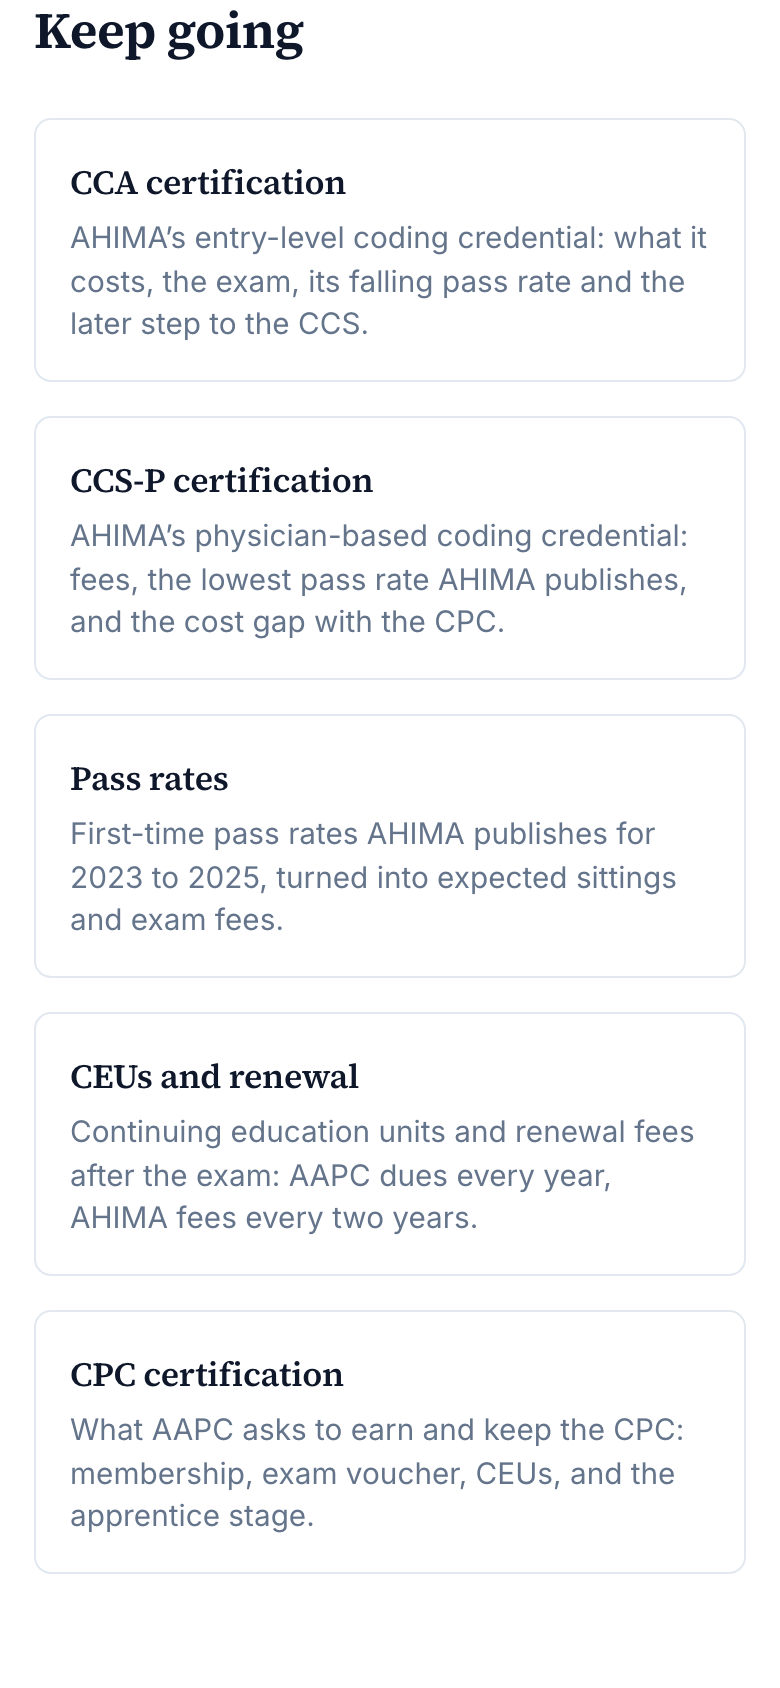 Keep going
CCA certification
AHIMA’s entry-level coding credential: what it
costs, the exam, its falling pass rate and the
later step to the CCS.
CCS-P certification
AHIMA’s physician-based coding credential:
fees, the lowest pass rate AHIMA publishes,
and the cost gap with the CPC.
Pass rates
First-time pass rates AHIMA publishes for
2023 to 2025, turned into expected sittings
and exam fees.
CEUs and renewal
Continuing education units and renewal fees
after the exam: AAPC dues every year,
AHIMA fees every two years.
CPC certification
What AAPC asks to earn and keep the CPC:
membership, exam voucher, CEUs, and the
apprentice stage.